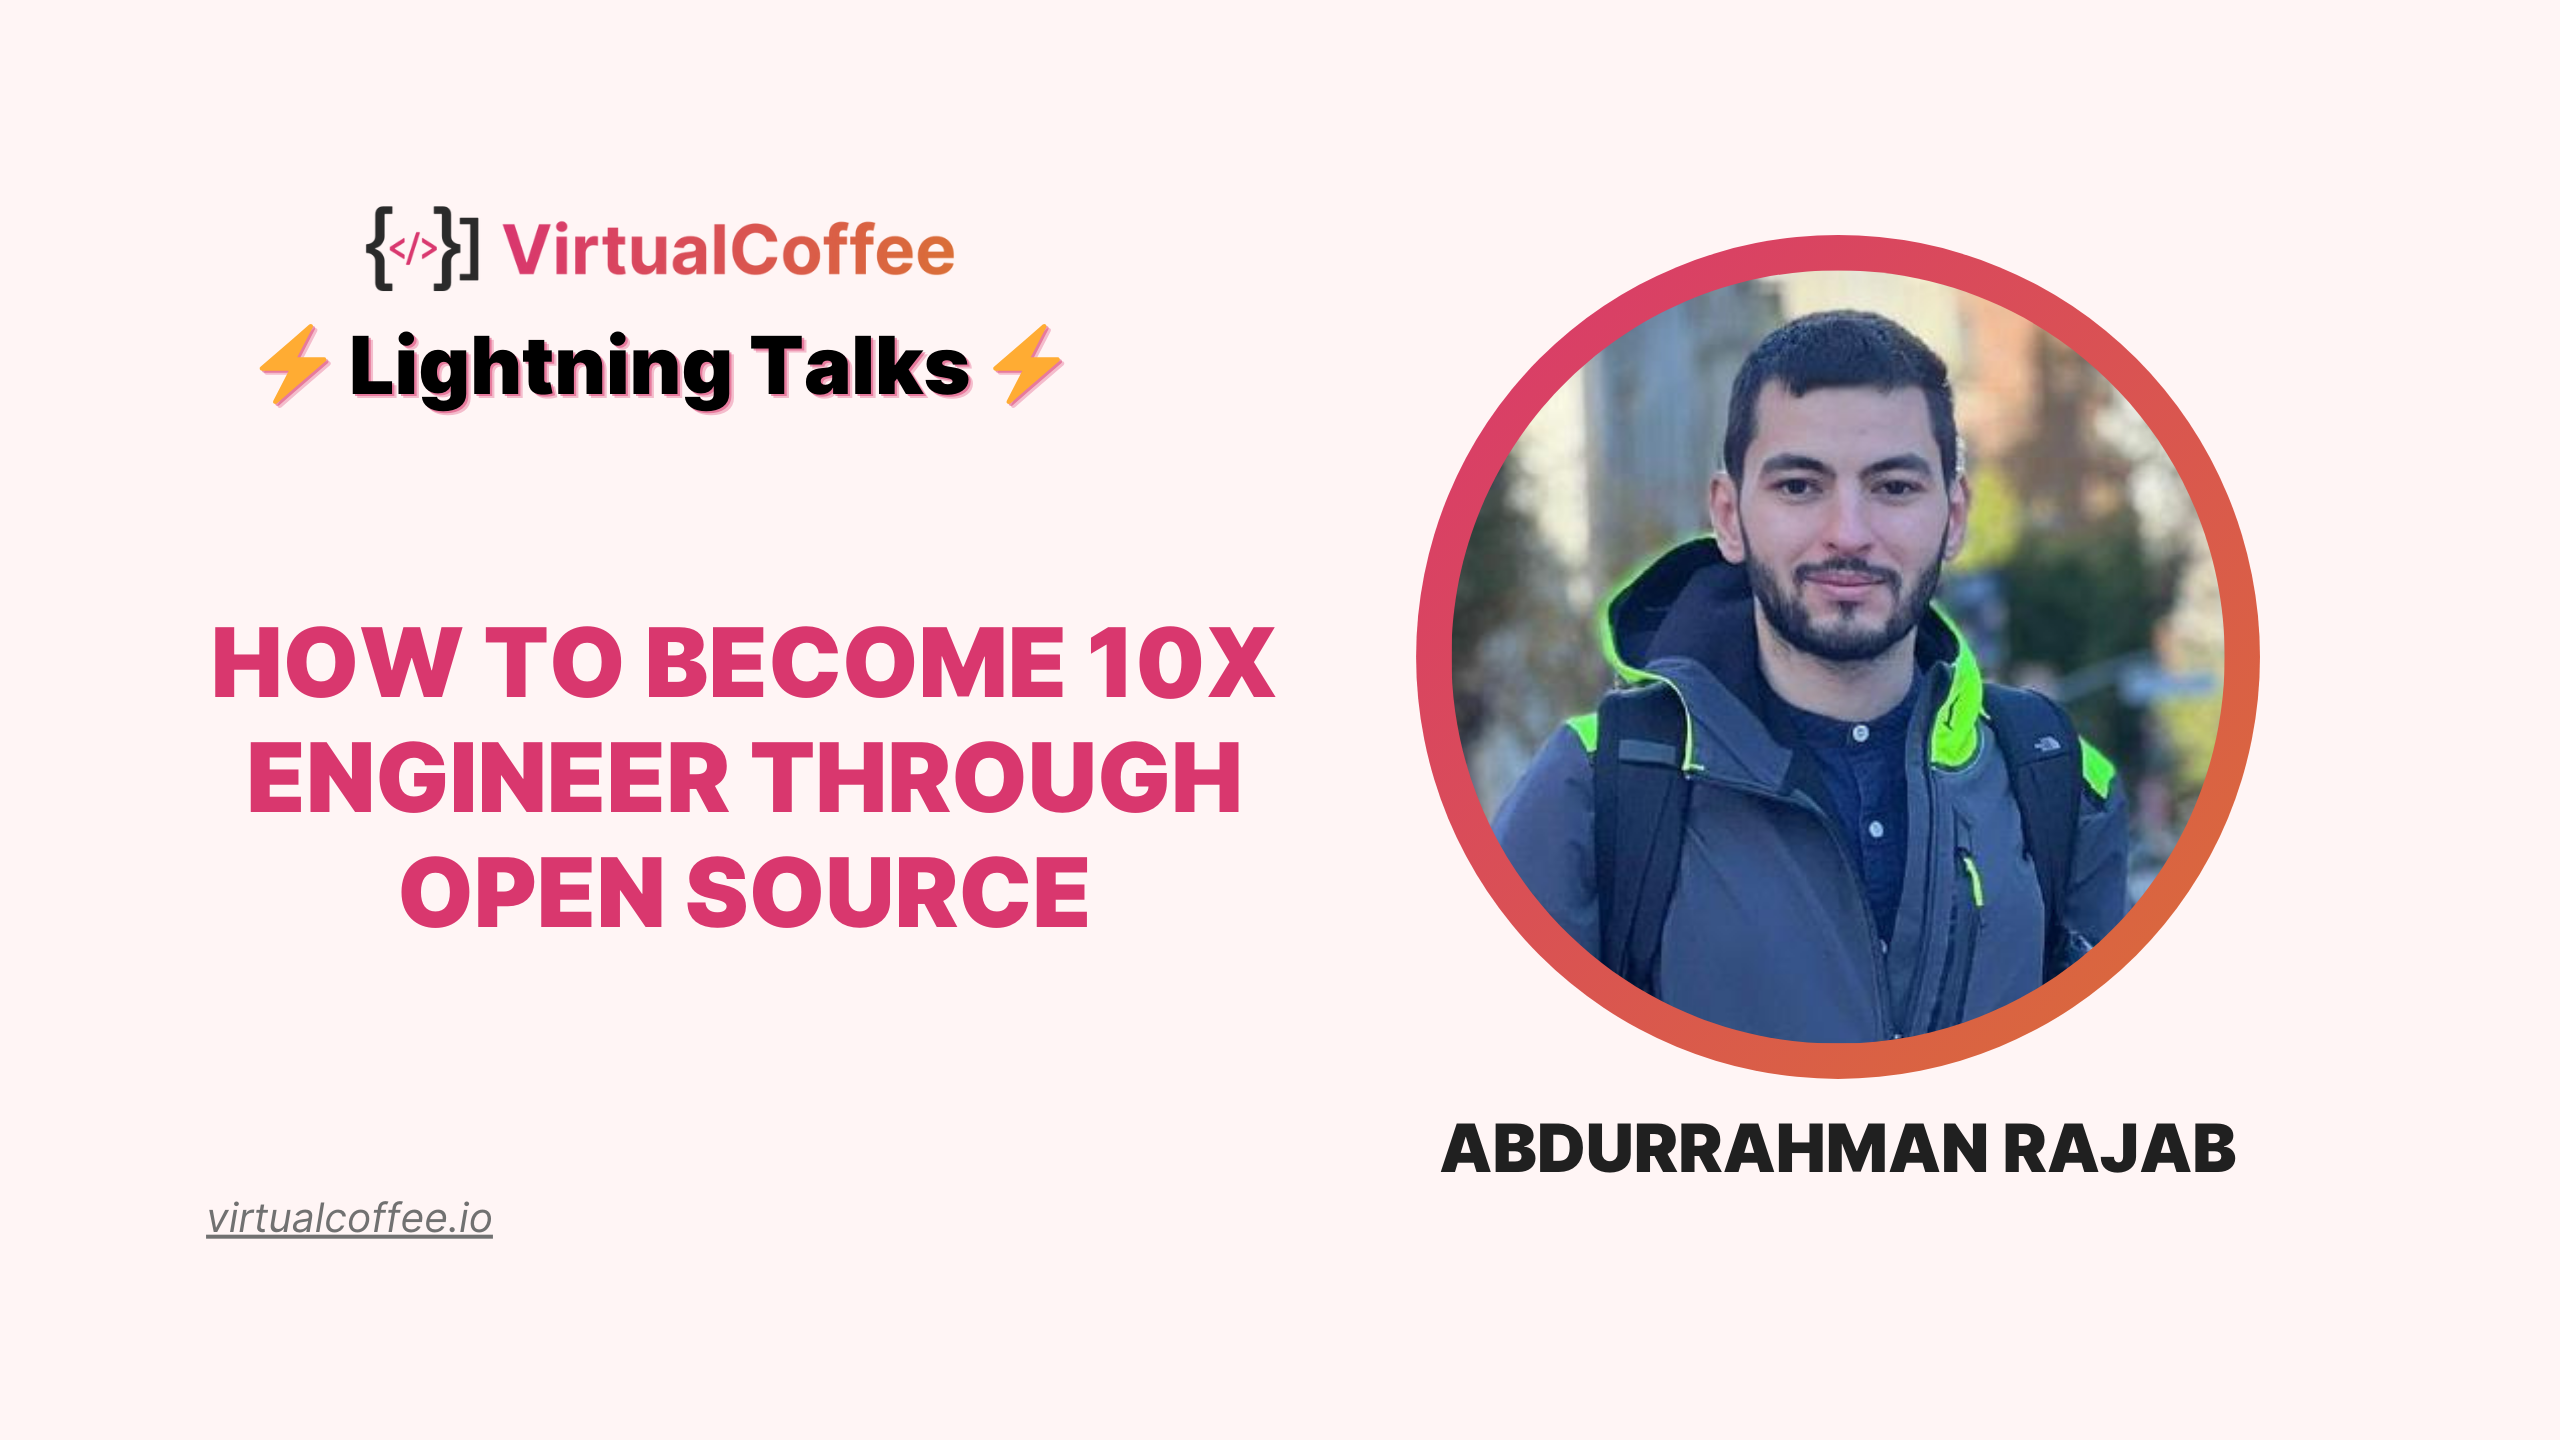 {</>}] VirtualCoffee
⚡ Lightning Talks ⚡
HOW TO BECOME 10X
ENGINEER THROUGH
OPEN SOURCE
ABDURRAHMAN RAJAB
virtualcoffee.io